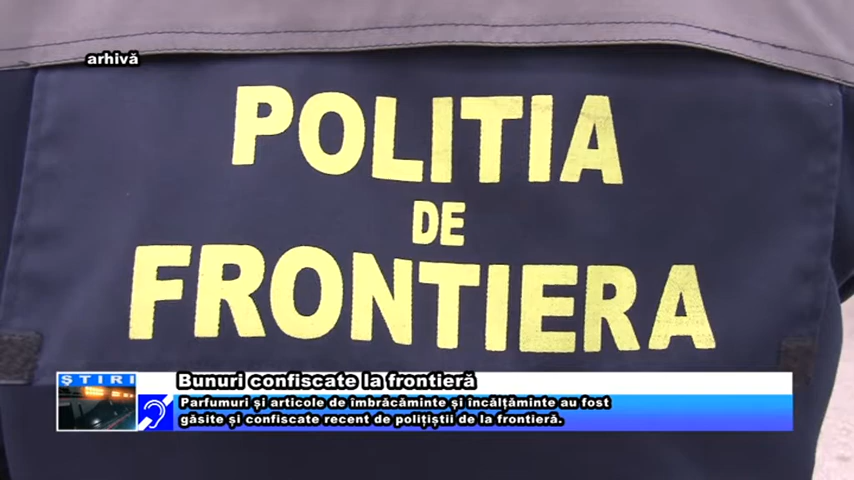 arhivă
POLITIA
DE
FRONTIERA
ȘTIRI
Bunuri confiscate la frontieră
Parfumuri și articole de îmbrăcăminte și încălțăminte au fost
găsite și confiscate recent de polițiștii de la frontieră.